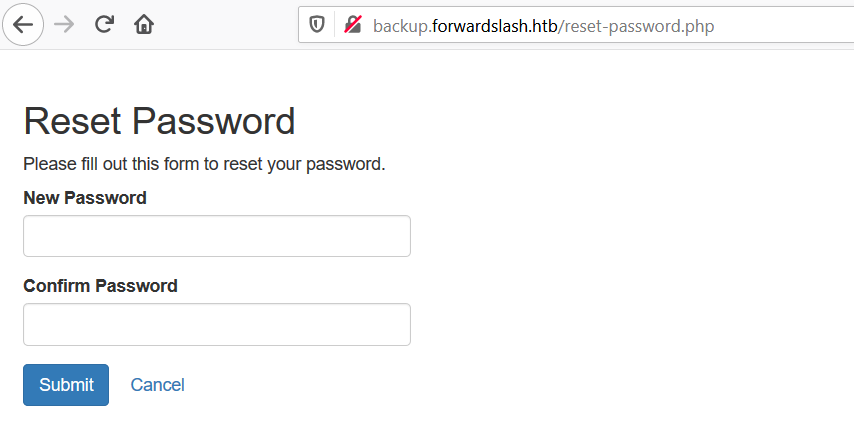 backup.forwardslash.htb/reset-password.php
Reset Password
Please fill out this form to reset your password.
New Password
Confirm Password
Submit Cancel